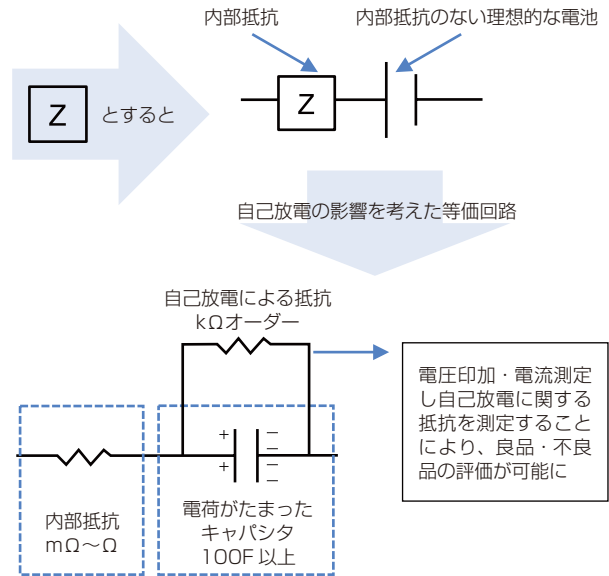 内部抵抗
内部抵抗のない理想的な電池
Z
とすると
Z
自己放電の影響を考えた等価回路
自己放電による抵抗
kΩオーダー
電圧印加・電流測定
し自己放電に関する
抵抗を測定すること
により、良品・不良
品の評価が可能に
+
+
−
−
−
−
内部抵抗
mΩ〜Ω
電荷がたまった
キャパシタ
100F以上